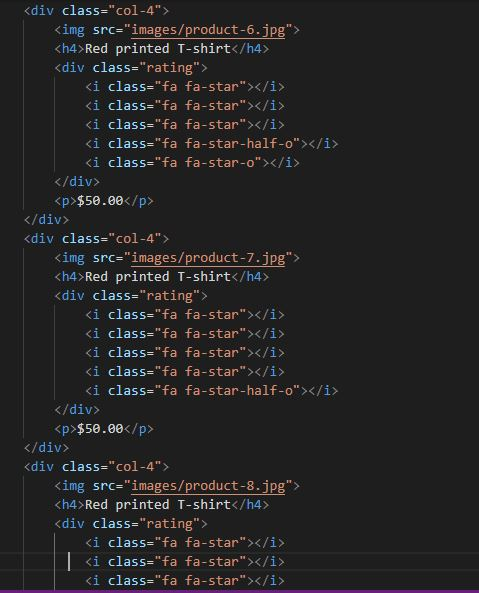 <div class="col-4">
<img src="images/product-6.jpg">
<h4>Red printed T-shirt</h4>
<div class="rating">
<i class="fa fa-star"></i>
<i class="fa fa-star"></i>
<i class="fa fa-star"></i>
<i class="fa fa-star-half-o"></i>
<i class="fa fa-star-o"></i>
</div>
<p>$50.00</p>
</div>
<div class="col-4">
<img src="images/product-7.jpg">
<h4>Red printed T-shirt</h4>
<div class="rating">
<i class="fa fa-star"></i>
<i class="fa fa-star"></i>
<i class="fa fa-star"></i>
<i class="fa fa-star"></i>
<i class="fa fa-star-half-o"></i>
</div>
<p>$50.00</p>
</div>
<div class="col-4">
<img src="images/product-8.jpg">
<h4>Red printed T-shirt</h4>
<div class="rating">
<i class="fa fa-star"></i>
<i class="fa fa-star"></i>
<i class="fa fa-star"></i>